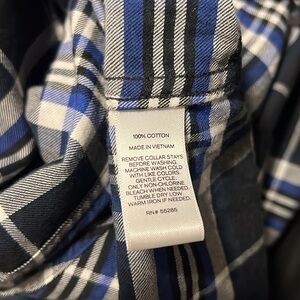 100% COTTON
MADE IN VIETNAM
REMOVE COLLAR STAYS
BEFORE WASHING.
MACHINE WASH COLD
WITH LIKE COLORS.
GENTLE CYCLE.
ONLY NON-CHLORINE
BLEACH WHEN NEEDED.
TUMBLE DRY LOW
WARM IRON IF NEEDED.
RN# 55285